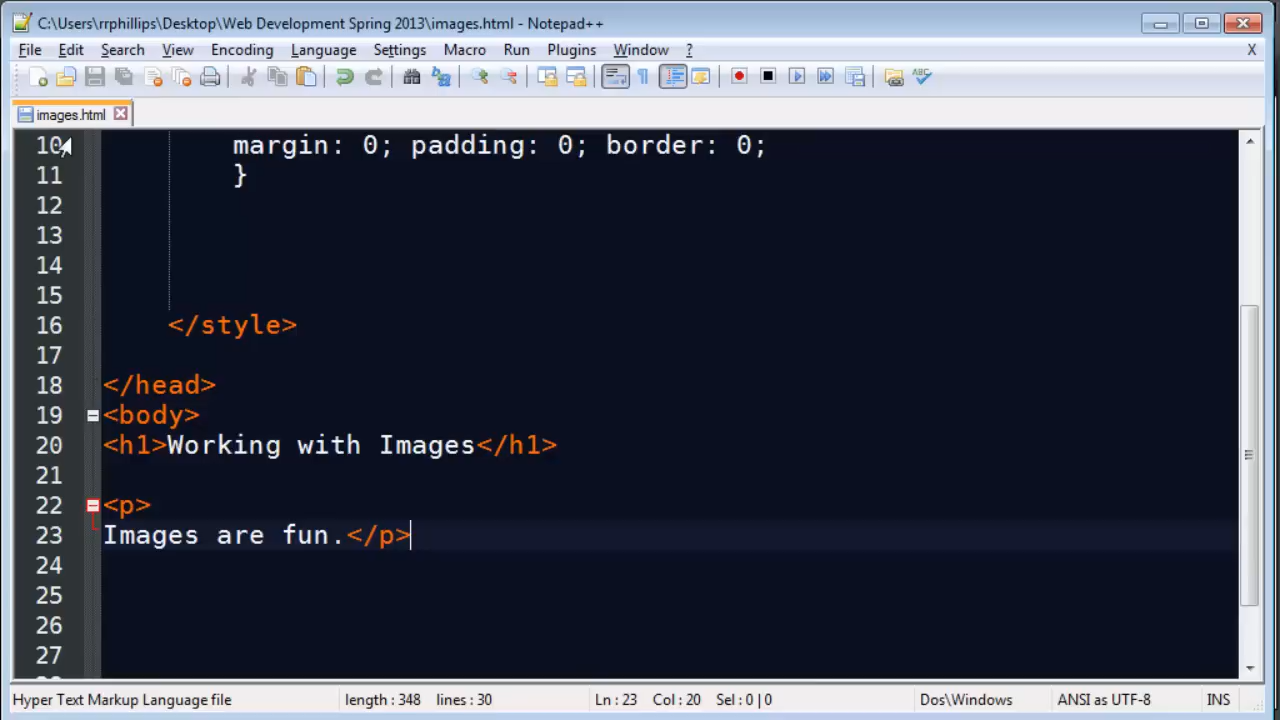 C:\Users\rrphillips\Desktop\Web Development Spring 2013\images.html - Notepad++
File Edit Search View Encoding Language Settings Macro Run Plugins Window ? X
images.html
10 margin: 0; padding: 0; border: 0;
11 }
12
13
14
15
16 </style>
17
18 </head>
19 <body>
20 <h1>Working with Images</h1>
21
22 <p>
23 Images are fun.</p>
24
25
26
27
Hyper Text Markup Language file length : 348 lines : 30 Ln : 23 Col : 20 Sel : 0 | 0 Dos\Windows ANSI as UTF-8 INS